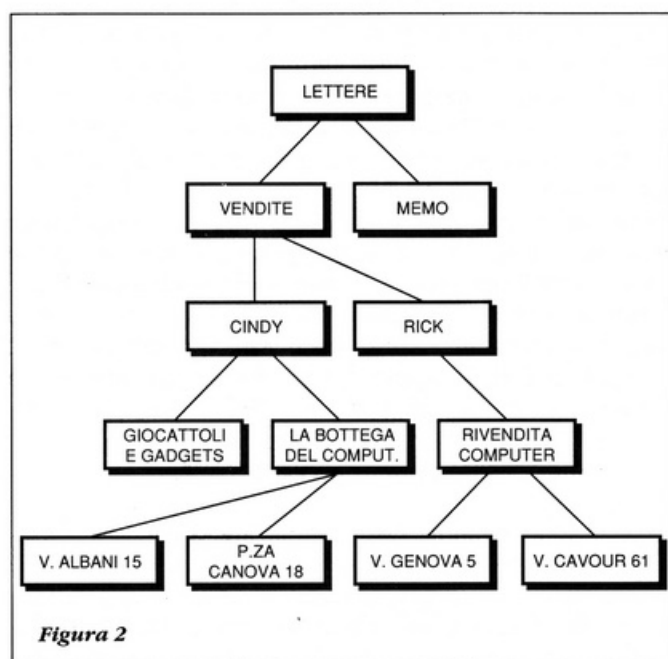 LETTERE
VENDITE
MEMO
CINDY
RICK
GIOCATTOLI
E GADGETS
LA BOTTEGA
DEL COMPUT.
RIVENDITA
COMPUTER
V. ALBANI 15
P.ZA
CANOVA 18
V. GENOVA 5
V. CAVOUR 61
Figura 2